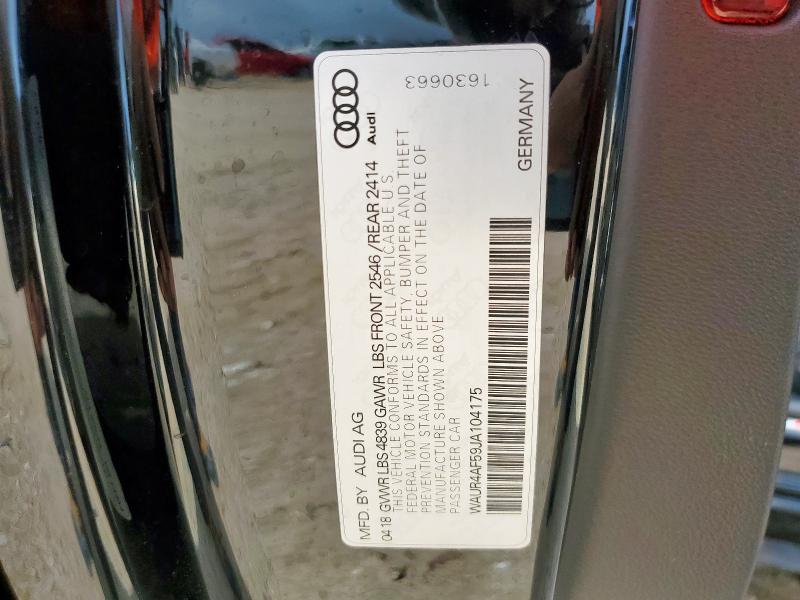 MFD. BY AUDI AG
0418 GVWR LBS 4839 GAWR LBS FRONT 2546 /REAR 2414
THIS VEHICLE CONFORMS TO ALL APPLICABLE U S
FEDERAL MOTOR VEHICLE SAFETY, BUMPER AND THEFT
PREVENTION STANDARDS IN EFFECT ON THE DATE OF
MANUFACTURE SHOWN ABOVE
PASSENGER CAR
WAUR4AF59JA104175
Audi
1630663
GERMANY